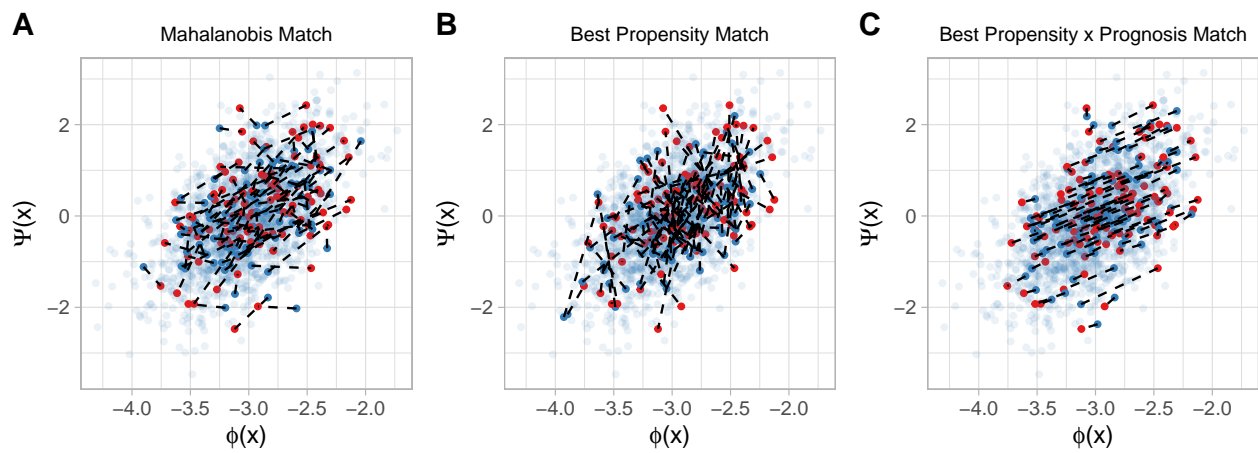 A
Mahalanobis Match
Ψ(x)
2
0
−2
−4.0 −3.5 −3.0 −2.5 −2.0
ϕ(x)
B
Best Propensity Match
Ψ(x)
2
0
−2
−4.0 −3.5 −3.0 −2.5 −2.0
ϕ(x)
C
Best Propensity x Prognosis Match
Ψ(x)
2
0
−2
−4.0 −3.5 −3.0 −2.5 −2.0
ϕ(x)